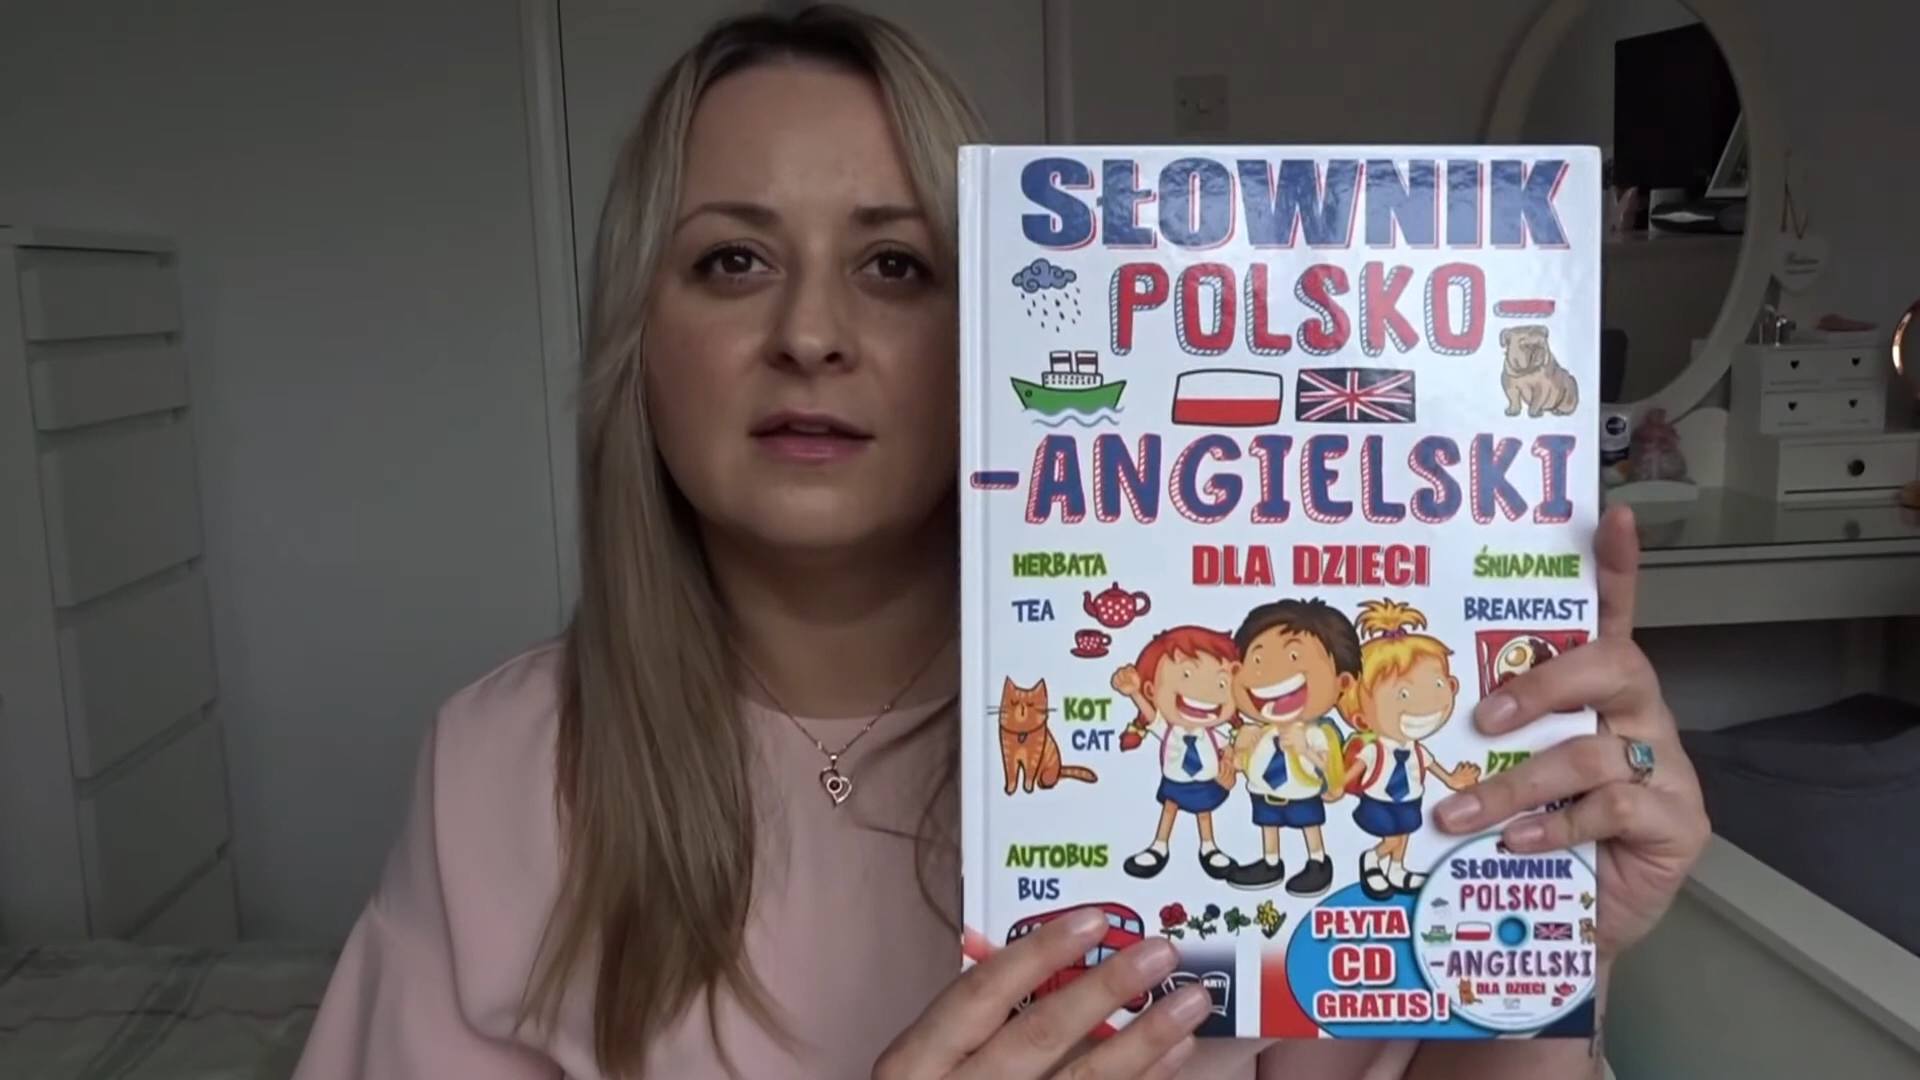 SŁOWNIK
POLSKO-
-ANGIELSKI
DLA DZIECI
HERBATA
TEA
ŚNIADANIE
BREAKFAST
KOT
CAT
AUTOBUS
BUS
PŁYTA
CD
GRATIS!
SŁOWNIK
POLSKO-
-ANGIELSKI
DLA DZIECI